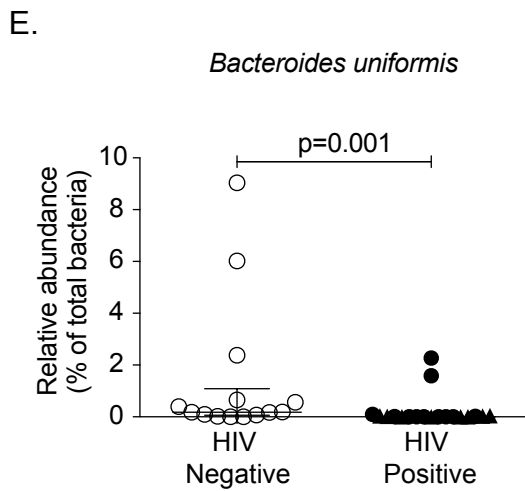 E.
Bacteroides uniformis
p=0.001
Relative abundance
(% of total bacteria)
10
8
6
4
2
0
HIV
Negative
HIV
Positive